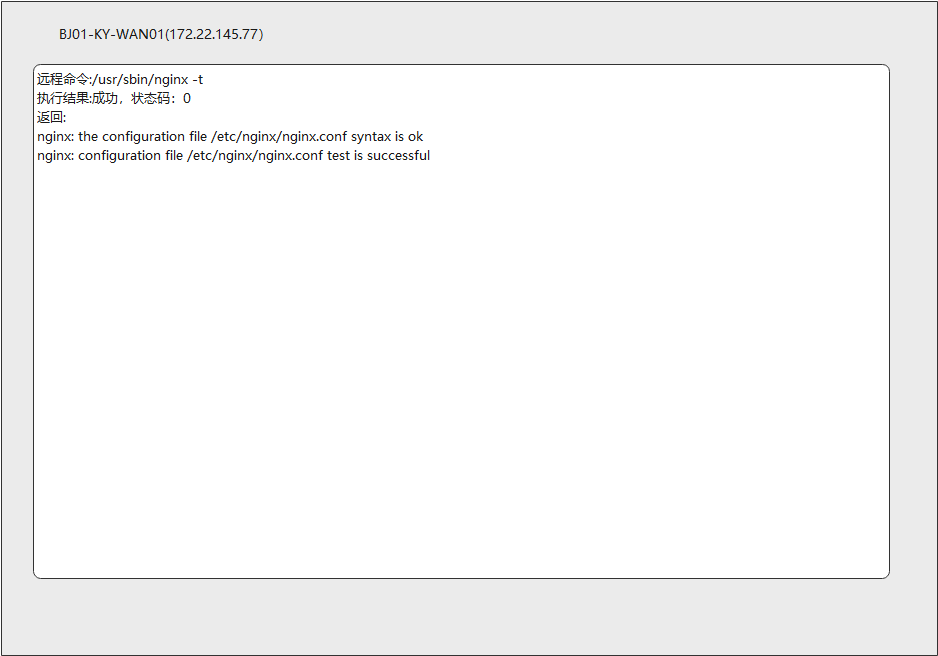 BJ01-KY-WAN01(172.22.145.77）
远程命令:/usr/sbin/nginx -t
执行结果:成功，状态码：0
返回:
nginx: the configuration file /etc/nginx/nginx.conf syntax is ok
nginx: configuration file /etc/nginx/nginx.conf test is successful